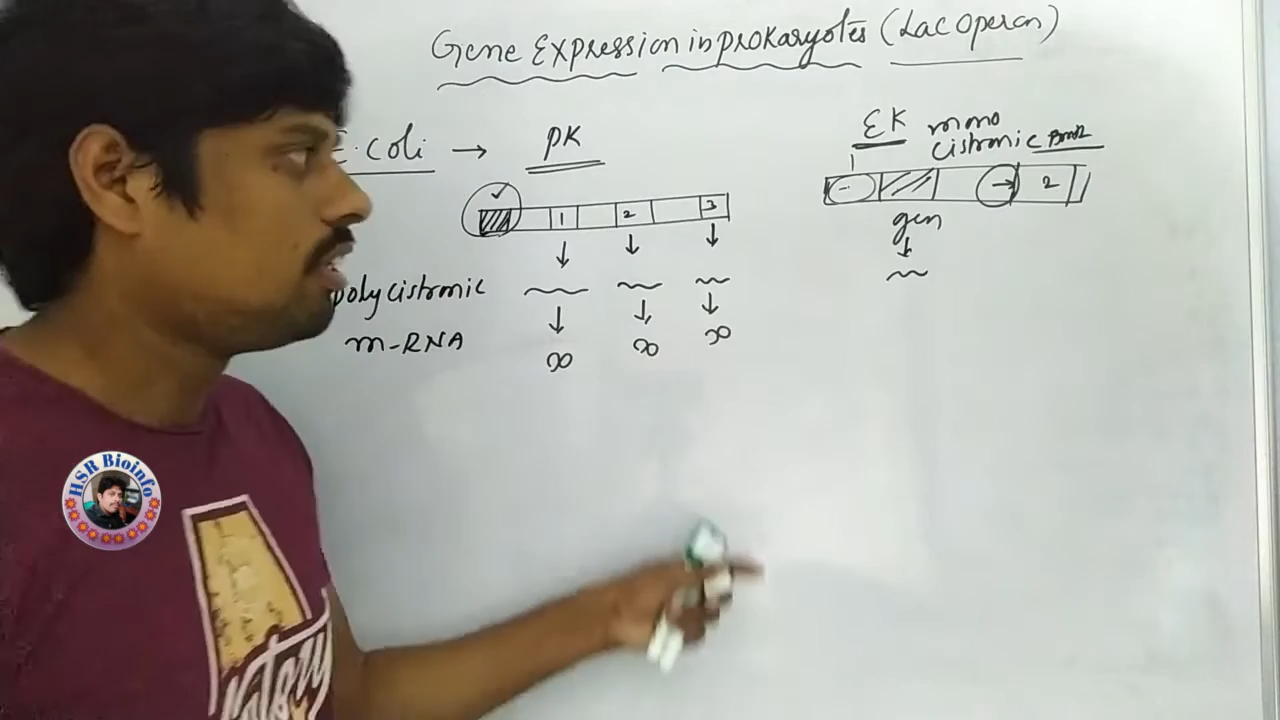 Gene Expression in prokaryotes (Lac Operon)
E.coli → PK
EK mono
cistronic
1 2 3
2
gen
polycistronic
m-RNA
HSR Bioinfo